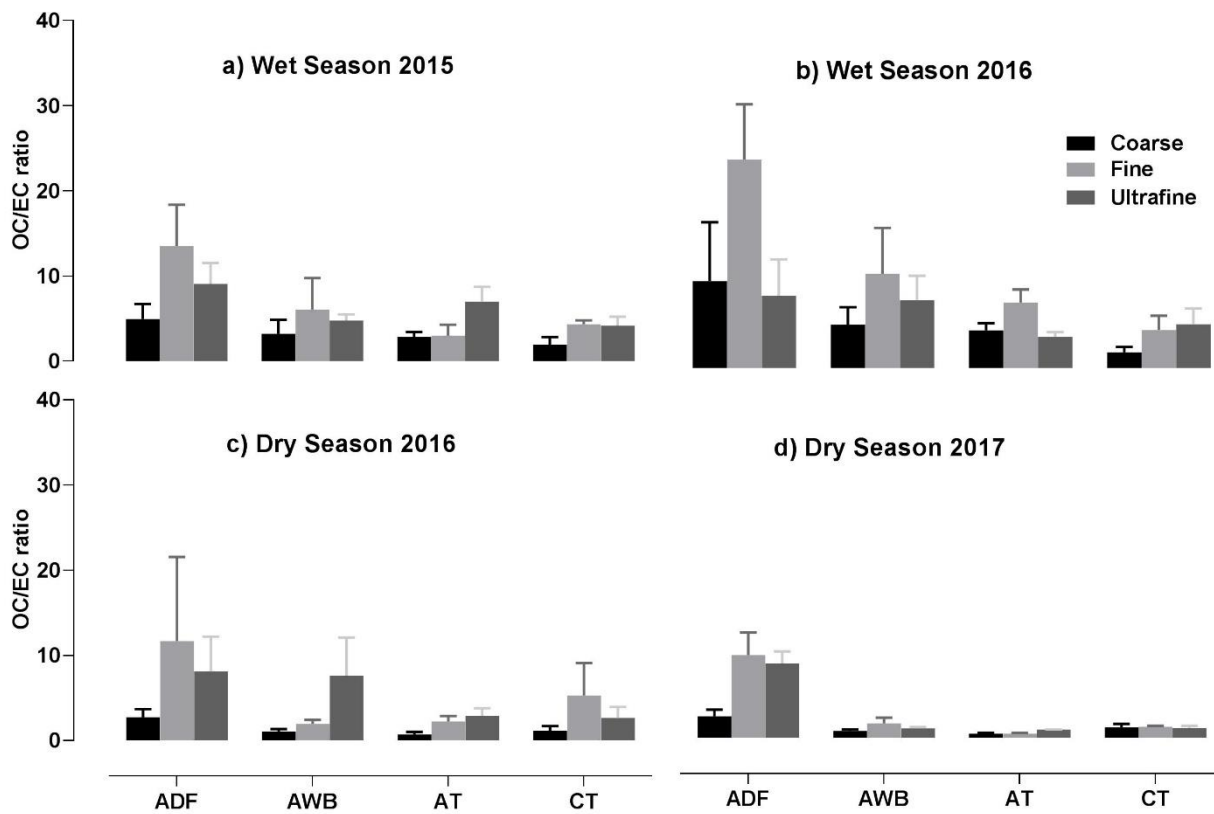 40
a) Wet Season 2015
b) Wet Season 2016
30
OC/EC ratio
Coarse
Fine
Ultrafine
20
10
0
40
c) Dry Season 2016
d) Dry Season 2017
30
OC/EC ratio
20
10
0
ADF AWB AT CT
ADF AWB AT CT